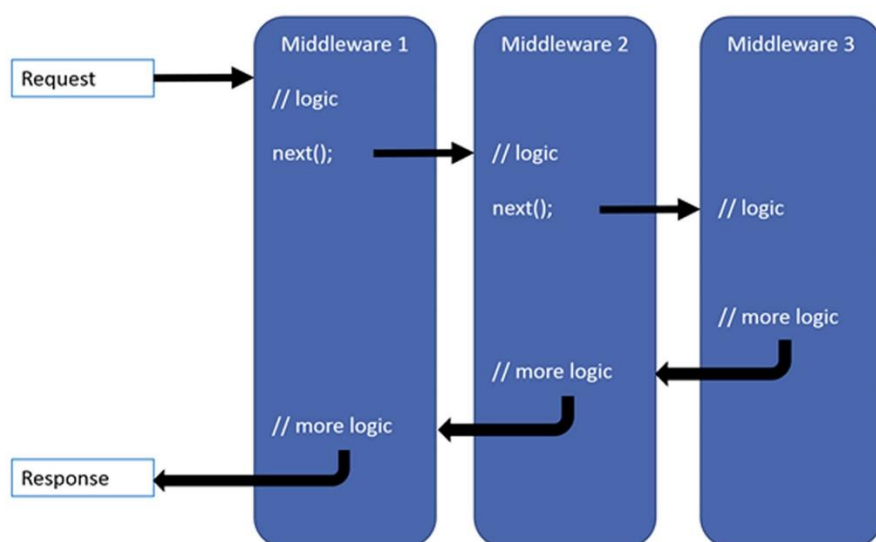 Middleware 1
Middleware 2
Middleware 3
Request
// logic
next();
// logic
next();
// logic
// more logic
// more logic
// more logic
Response